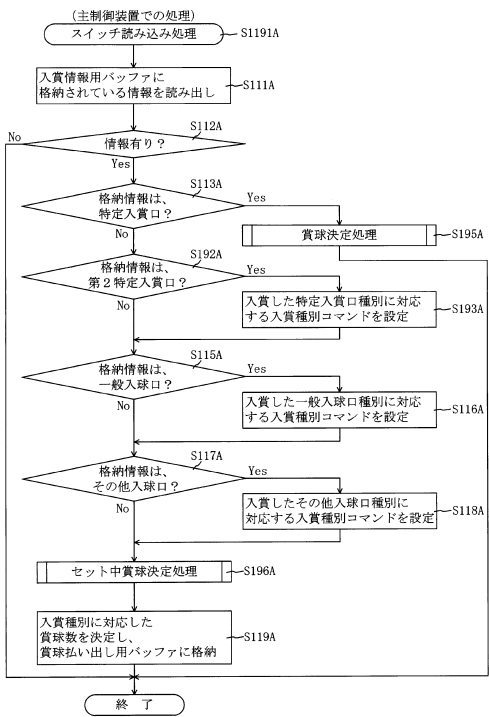 (主制御装置での処理)
スイッチ読み込み処理
S1191A
入賞情報用バッファに
格納されている情報を読み出し
S111A
S112A
No
情報有り?
Yes
S113A
格納情報は、
特定入賞口?
Yes
No
賞球決定処理
S195A
S192A
格納情報は、
第2特定入賞口?
Yes
No
入賞した特定入賞口種別に対応
する入賞種別コマンドを設定
S193A
S115A
格納情報は、
一般入球口?
Yes
No
入賞した一般入球口種別に対応
する入賞種別コマンドを設定
S116A
S117A
格納情報は、
その他入球口?
Yes
No
入賞したその他入球口種別に
対応する入賞種別コマンドを設定
S118A
セット中賞球決定処理
S196A
入賞種別に対応した
賞球数を決定し、
賞球払い出し用バッファに格納
S119A
終 了